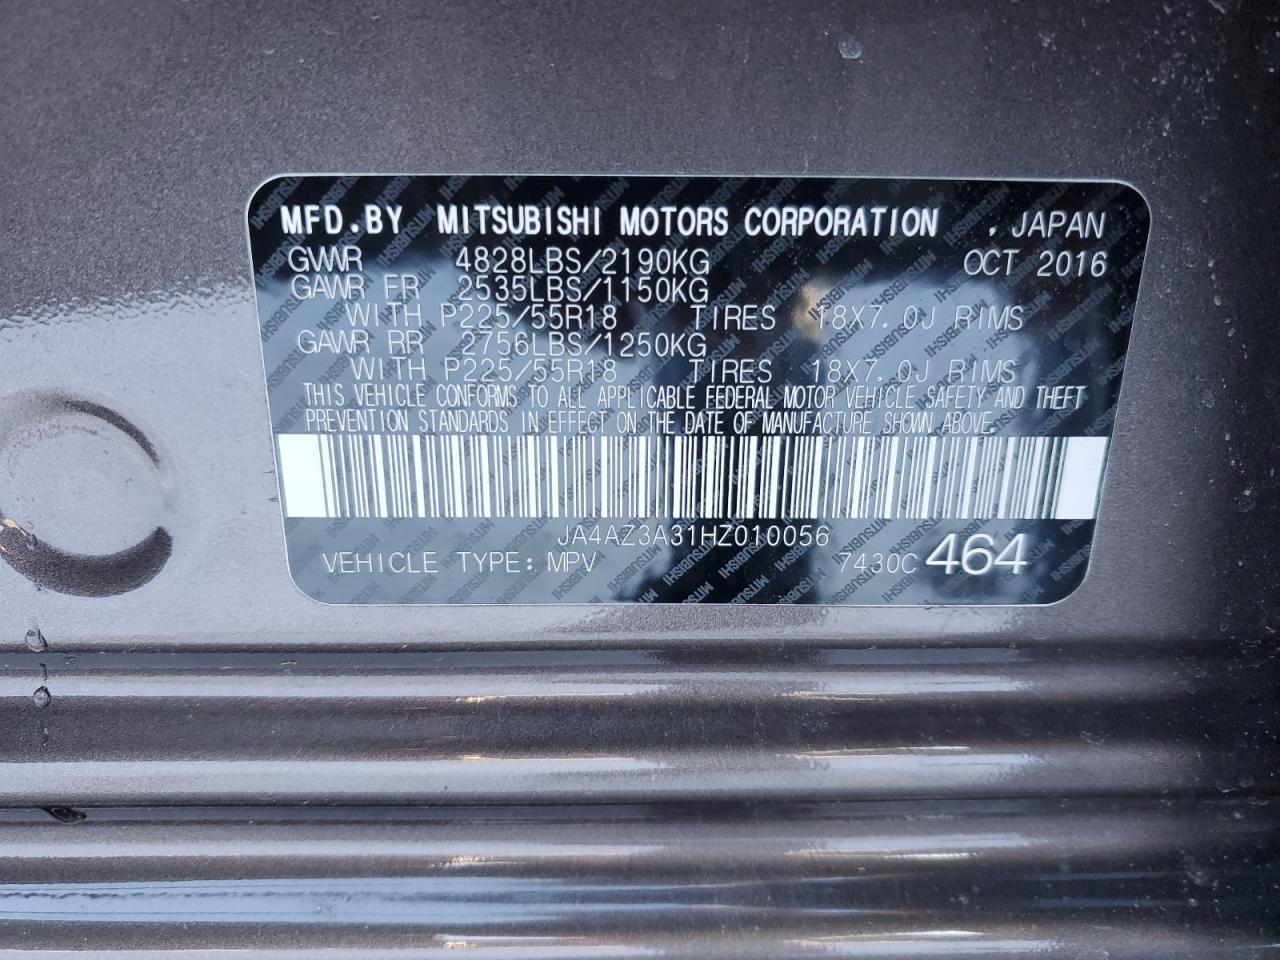 MFD.BY MITSUBISHI MOTORS CORPORATION , JAPAN
GVWR 4828LBS/2190KG OCT 2016
GAWR FR 2535LBS/1150KG
WITH P225/55R18 TIRES 18X7.0J RIMS
GAWR RR 2756LBS/1250KG
WITH P225/55R18 TIRES 18X7.0J RIMS
THIS VEHICLE CONFORMS TO ALL APPLICABLE FEDERAL MOTOR VEHICLE SAFETY AND THEFT
PREVENTION STANDARDS IN EFFECT ON THE DATE OF MANUFACTURE SHOWN ABOVE.
JA4AZ3A31HZ010056
VEHICLE TYPE: MPV 7430C 464